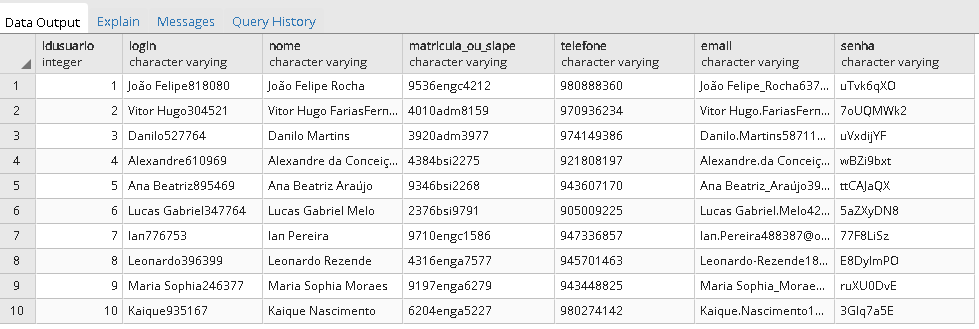 Data Output Explain Messages Query History
idusuario login nome matricula_ou_siape telefone email senha
integer character varying character varying character varying character varying character varying character varying
1 1 João Felipe818080 João Felipe Rocha 9536engc4212 980888360 João Felipe_Rocha637... uTvk6qXO
2 2 Vitor Hugo304521 Vitor Hugo FariasFern... 4010adm8159 970936234 Vitor Hugo.FariasFern... 7oUQMWk2
3 3 Danilo527764 Danilo Martins 3920adm3977 974149386 Danilo.Martins58711... uVxdijYF
4 4 Alexandre610969 Alexandre da Conceiç... 4384bsi2275 921808197 Alexandre.da Conceiç... wBZi9bxt
5 5 Ana Beatriz895469 Ana Beatriz Araújo 9346bsi2268 943607170 Ana Beatriz_Araújo39... ttCAJaQX
6 6 Lucas Gabriel347764 Lucas Gabriel Melo 2376bsi9791 905009225 Lucas Gabriel.Melo42... 5aZXyDN8
7 7 Ian776753 Ian Pereira 9710engc1586 947336857 Ian.Pereira488387@o... 77F8LiSz
8 8 Leonardo396399 Leonardo Rezende 4316enga7577 945701463 Leonardo-Rezende18... E8DylmPO
9 9 Maria Sophia246377 Maria Sophia Moraes 9197enga6279 943448825 Maria Sophia_Morae... ruXU0DvE
10 10 Kaique935167 Kaique Nascimento 6204enga5227 980274142 Kaique.Nascimento1... 3Glq7a5E